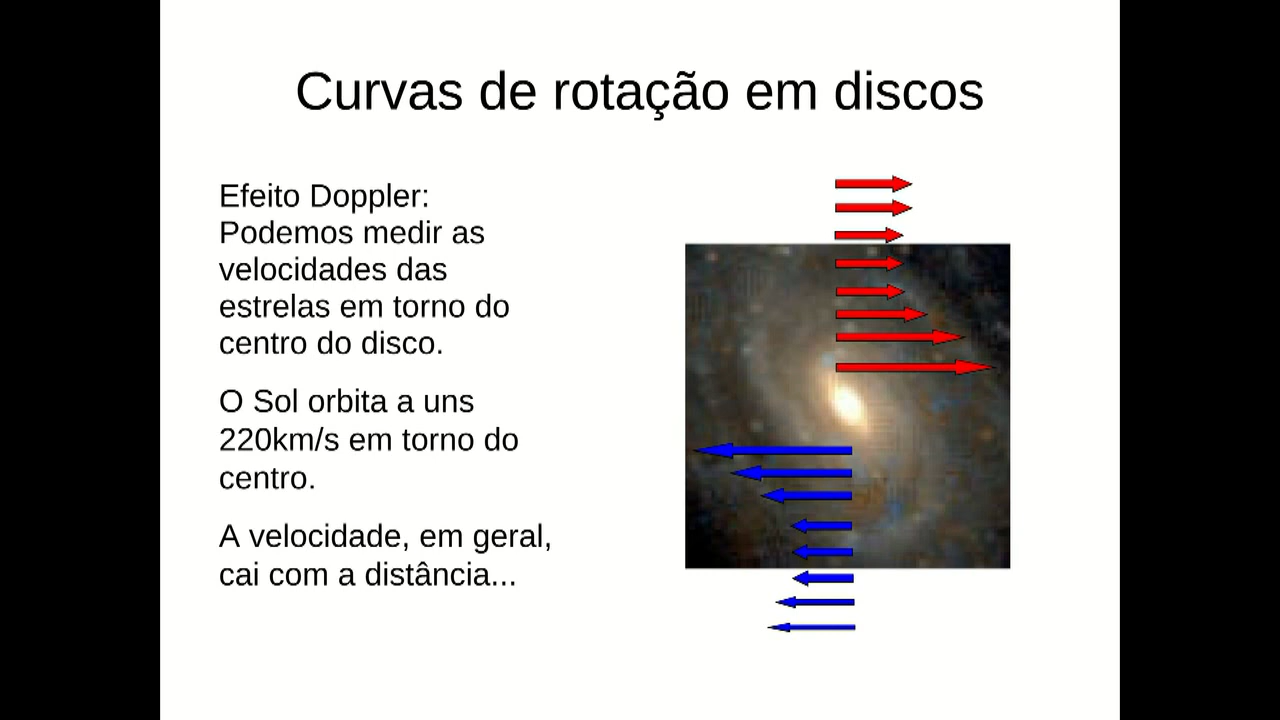 Curvas de rotação em discos
Efeito Doppler:
Podemos medir as
velocidades das
estrelas em torno do
centro do disco.
O Sol orbita a uns
220km/s em torno do
centro.
A velocidade, em geral,
cai com a distância...